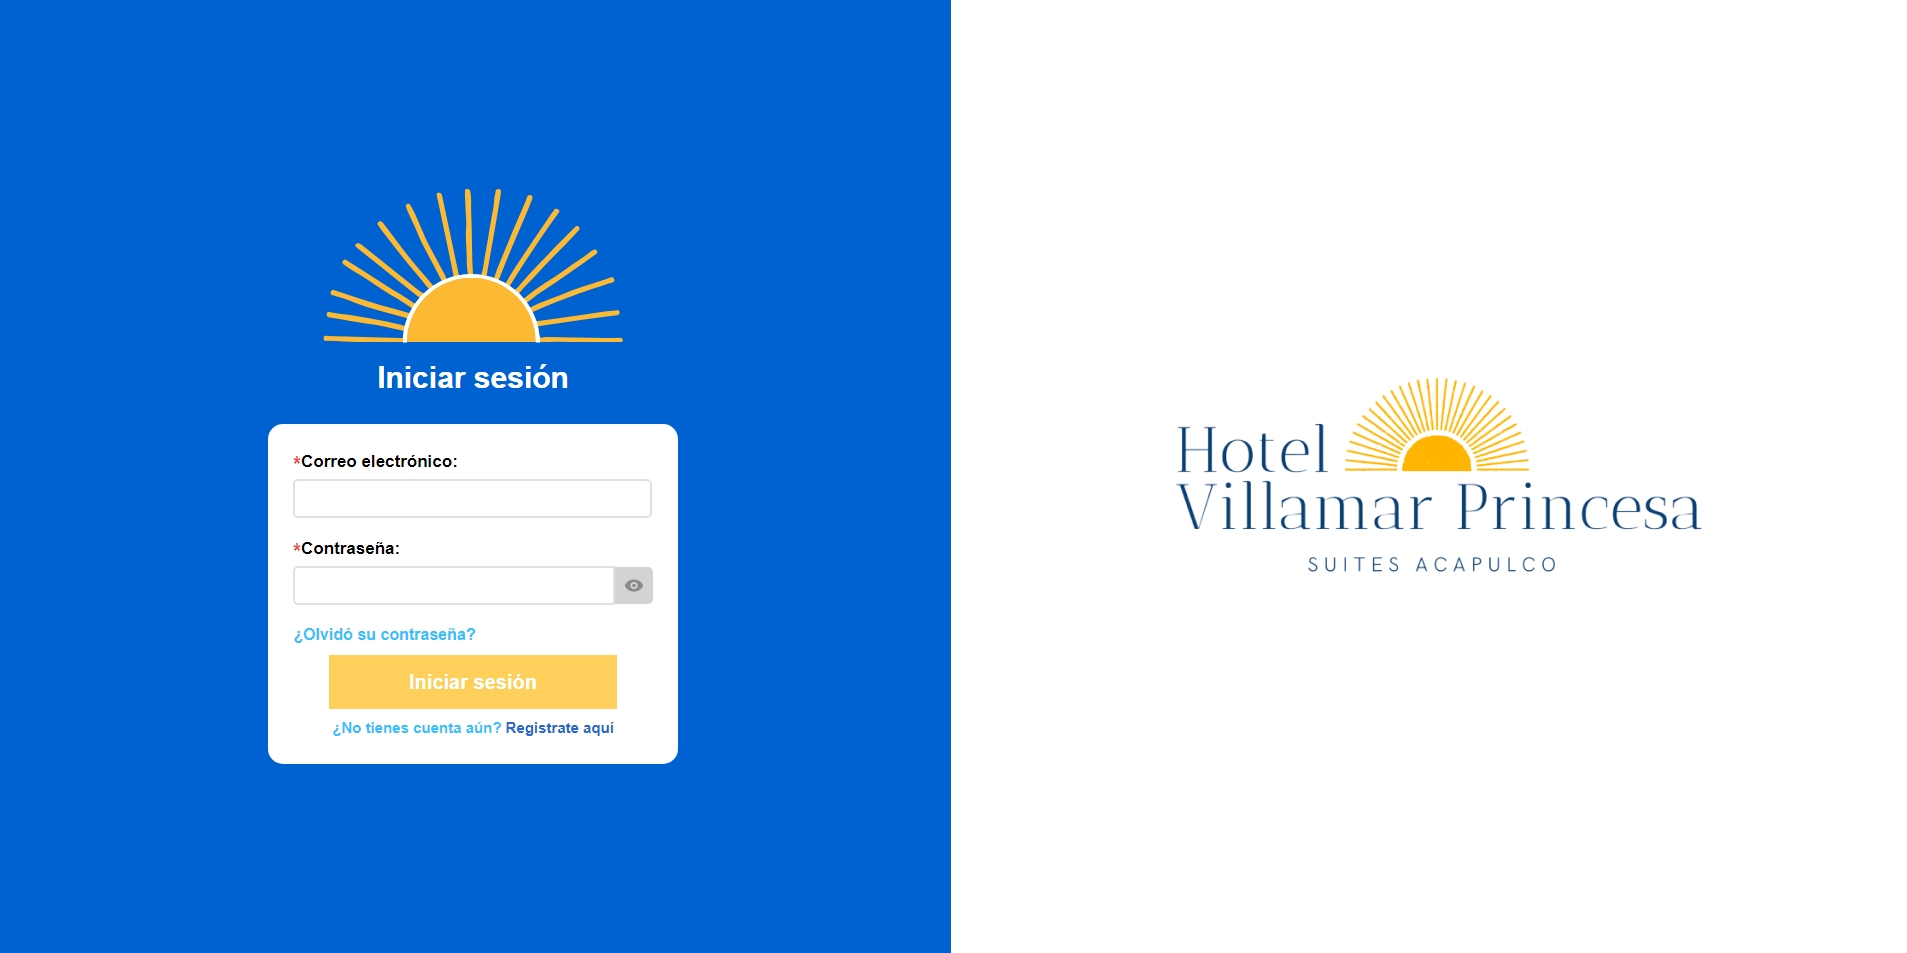 Iniciar sesión
*Correo electrónico:
*Contraseña:
¿Olvidó su contraseña?
Iniciar sesión
¿No tienes cuenta aún? Registrate aquí
Hotel
Villamar Princesa
SUITES ACAPULCO